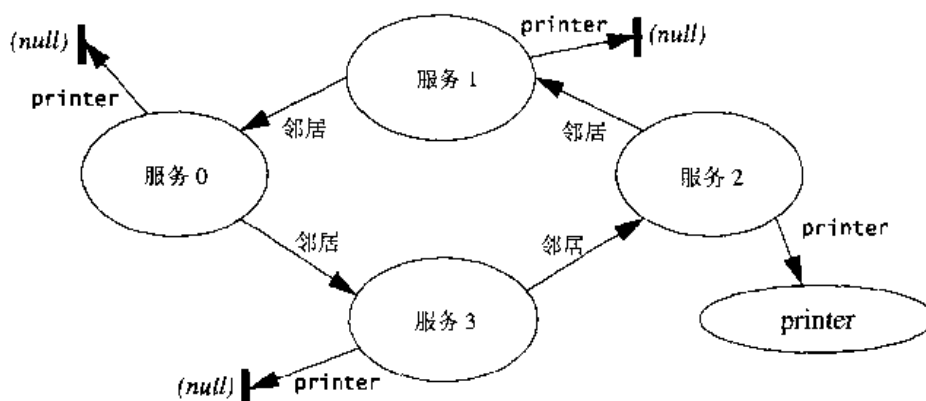 printer
(null)
(null)
服务 1
printer
邻居
邻居
服务 0
服务 2
printer
邻居
邻居
服务 3
printer
(null)
printer